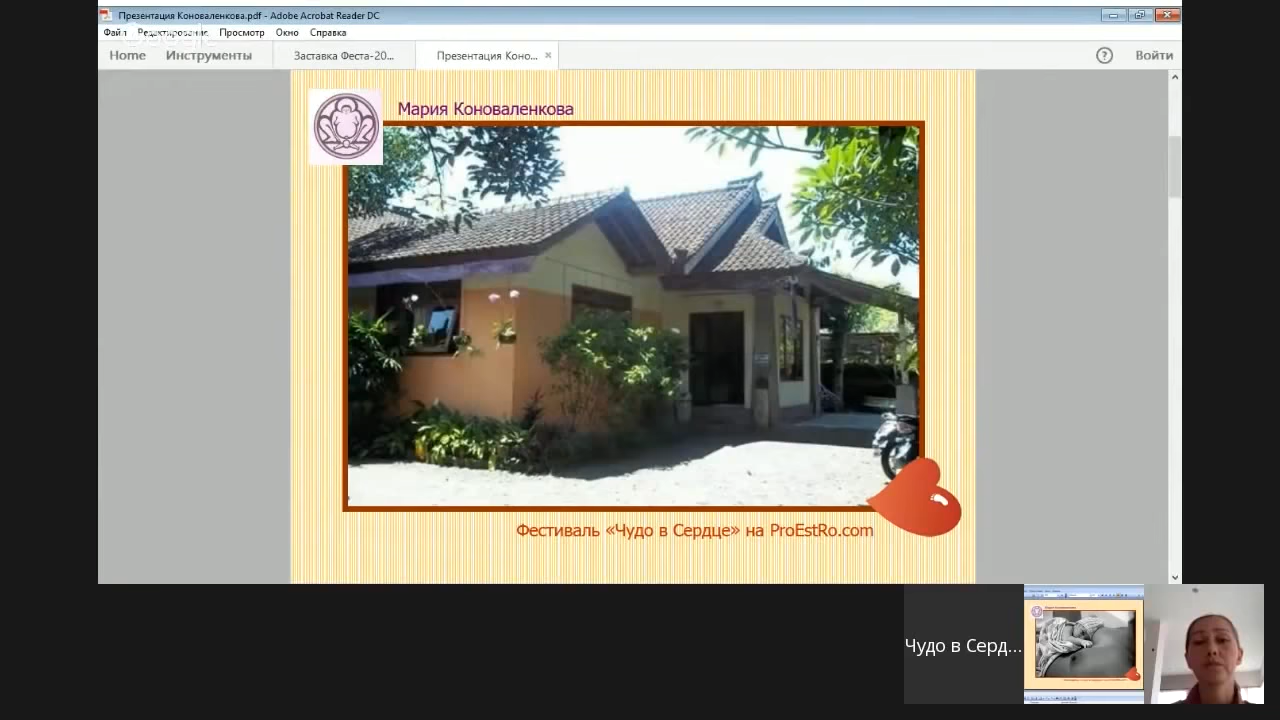 Презентация Коноваленкова.pdf - Adobe Acrobat Reader DC
Файл Редактирование Просмотр Окно Справка
Home Инструменты Заставка Феста-20... Презентация Коно... Войти
Мария Коноваленкова
Фестиваль «Чудо в Сердце» на ProEstRo.com
Чудо в Серд...